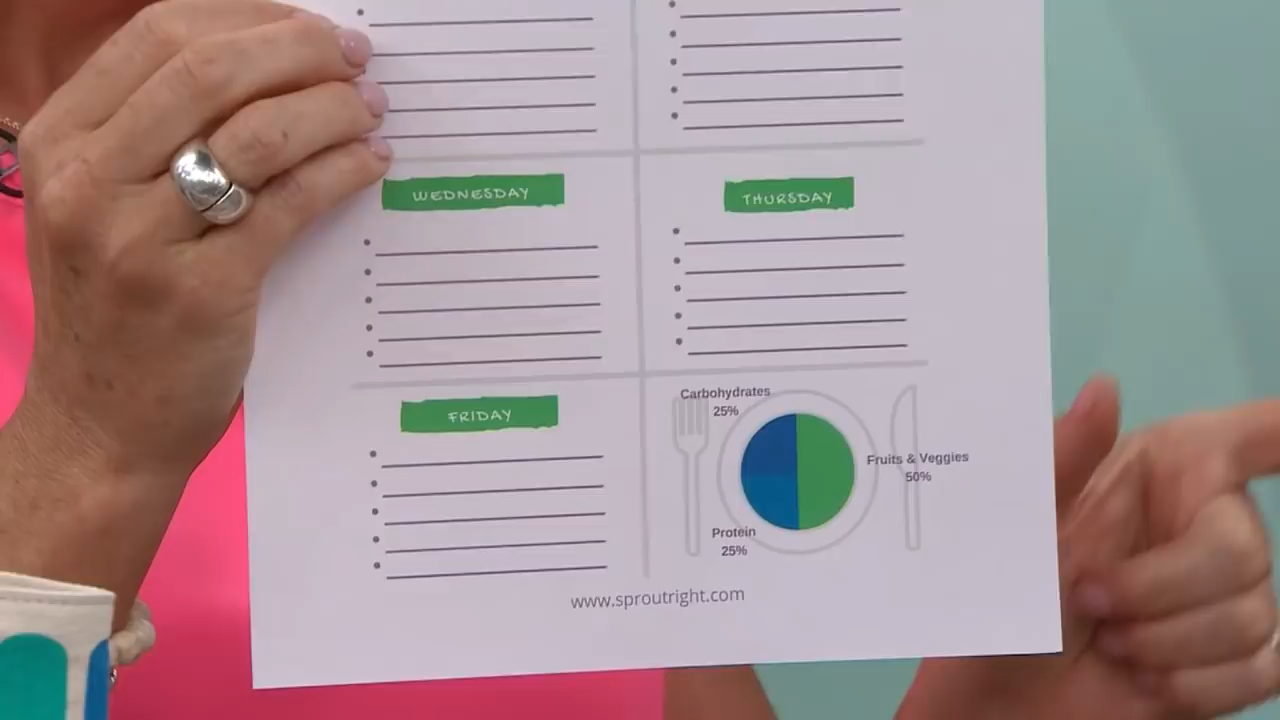 WEDNESDAY
THURSDAY
FRIDAY
Carbohydrates
25%
Fruits & Veggies
50%
Protein
25%
www.sproutright.com